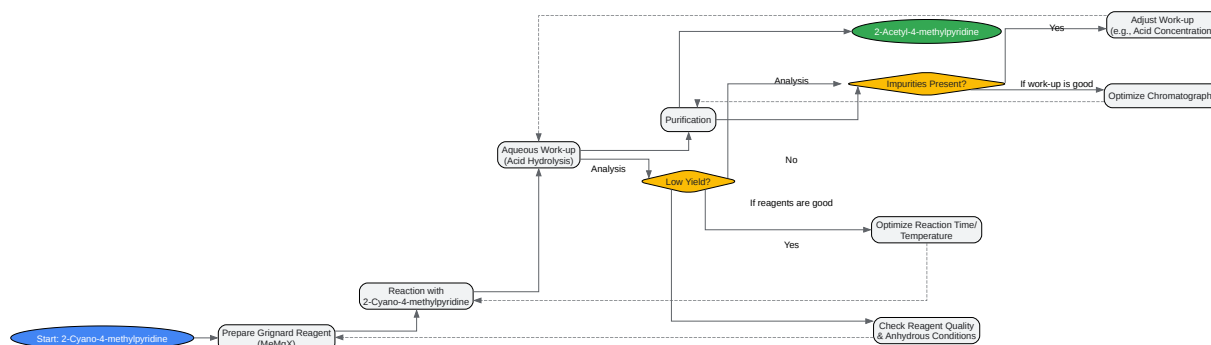 Adjust Work-up
(e.g., Acid Concentration
2-Acetyl-4-methylpyridine
Yes
Analysis
Impurities Present?
If work-up is good
Optimize Chromatograph
Purification
Aqueous Work-up
(Acid Hydrolysis)
Analysis
No
Low Yield?
If reagents are good
Optimize Reaction Time/
Temperature
Yes
Reaction with
2-Cyano-4-methylpyridine
Start: 2-Cyano-4-methylpyridine
Prepare Grignard Reagent
(MeMgX)
Check Reagent Quality
& Anhydrous Conditions